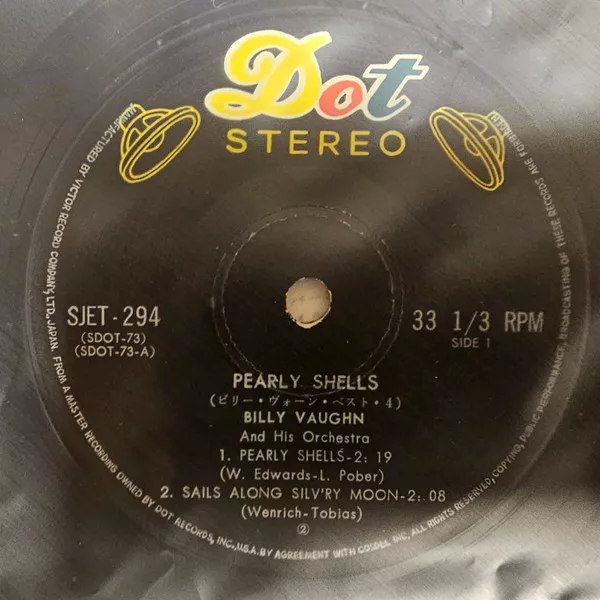 Dot
STEREO
SJET-294
(SDOT-73)
(SDOT-73-A)
33 1/3 RPM
SIDE 1
PEARLY SHELLS
(ビリー・ヴォーン・ベスト・4)
BILLY VAUGHN
And His Orchestra
1. PEARLY SHELLS-2: 19
(W. Edwards-L. Pober)
2. SAILS ALONG SILV'RY MOON-2: 08
(Wenrich-Tobias)
②
MANUFACTURED BY VICTOR RECORD COMPANY, LTD. JAPAN. FROM A MASTER RECORDING OWNED BY DOT RECORDS, INC., U.S.A. BY AGREEMENT WITH COSDEL INC. ALL RIGHTS RESERVED, COPYING, PUBLIC PERFORMANCE, BROADCASTING OF THESE RECORDS ARE FORBIDDEN